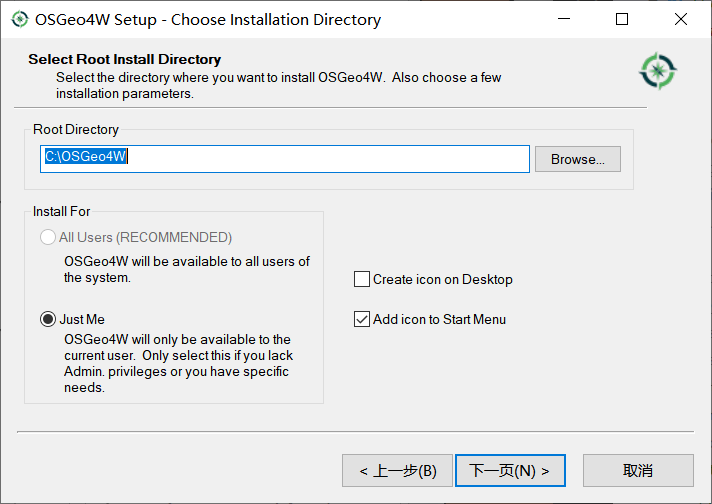 OSGeo4W Setup - Choose Installation Directory
Select Root Install Directory
Select the directory where you want to install OSGeo4W.  Also choose a few
installation parameters.
Root Directory
C:\OSGeo4W
Browse...
Install For
All Users (RECOMMENDED)
OSGeo4W will be available to all users of
the system.
Just Me
OSGeo4W will only be available to the
current user.  Only select this if you lack
Admin. privileges or you have specific
needs.
Create icon on Desktop
Add icon to Start Menu
< 上一步(B)
下一页(N) >
取消